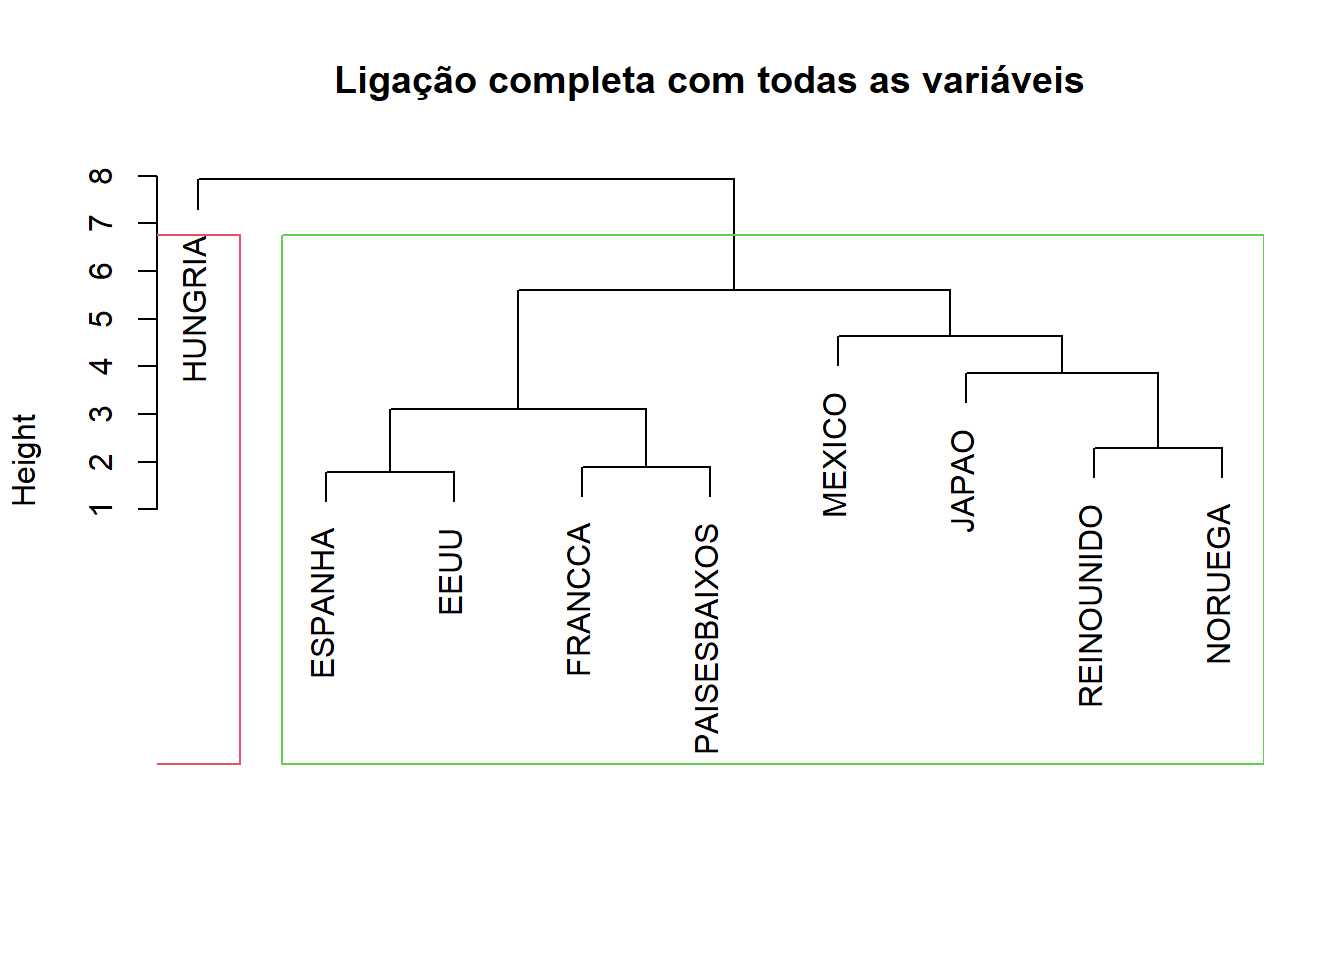 Ligação completa com todas as variáveis
Height
8
7
6
5
4
3
2
1
HUNGRIA
ESPANHA
EEUU
FRANCCA
PAISESBAIXOS
MEXICO
JAPAO
REINOUNIDO
NORUEGA